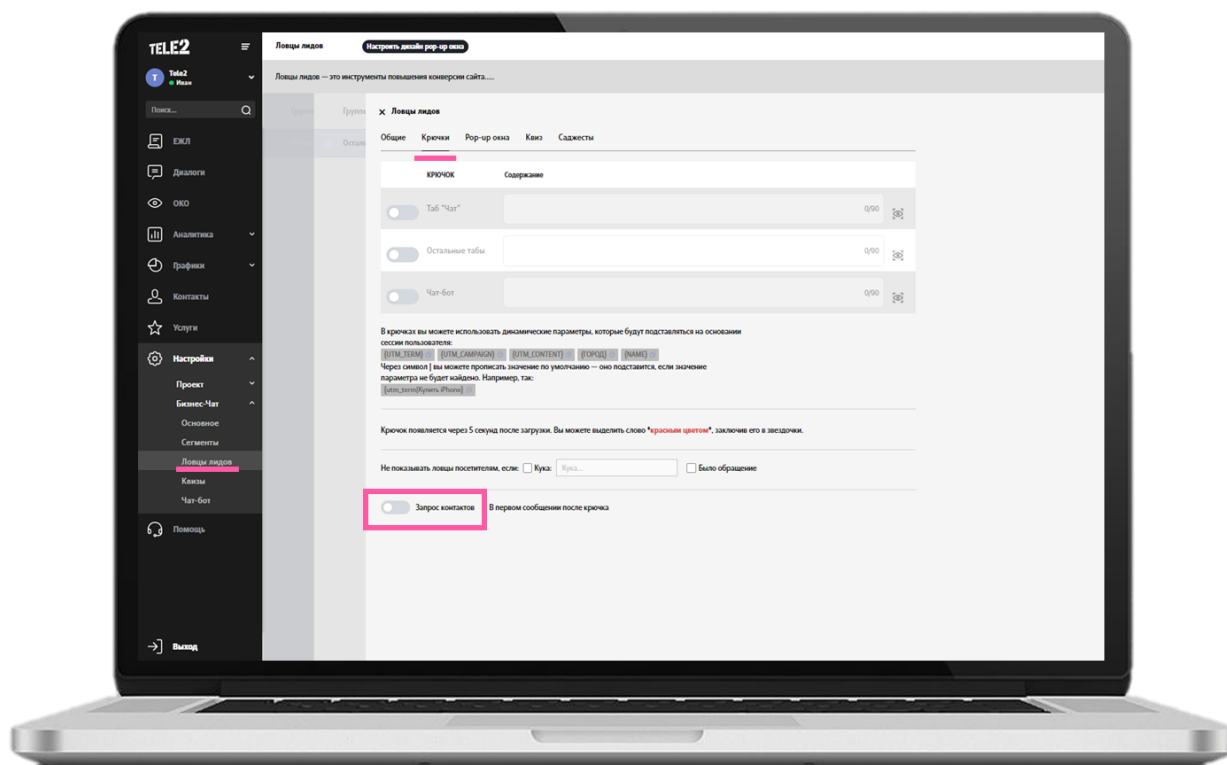 TELE2
Ловцы лидов
Настроить дизайн pop-up окна
T
Tele2
Иван
Ловцы лидов — это инструменты повышения конверсии сайта....
Поиск...
ЕЖЛ
Диалоги
ОКО
Аналитика
Графики
Контакты
Услуги
Настройки
Проект
Бизнес-Чат
Основное
Сегменты
Ловцы лидов
Квизы
Чат-бот
Помощь
Выход
Ловцы лидов
Общие Крючки Pop-up окна Квиз Саджесты
КРЮЧОК Содержание
Таб "Чат" 0/90
Остальные табы 0/90
Чат-бот 0/90
В крючках вы можете использовать динамические параметры, которые будут подставляться на основании
сессии пользователя:
{UTM_TERM} {UTM_CAMPAIGN} {UTM_CONTENT} {ГОРОД} {NAME}
Через символ | вы можете прописать значение по умолчанию — оно подставится, если значение
параметра не будет найдено. Например, так:
{utm_term|Купить iPhone}
Крючок появляется через 5 секунд после загрузки. Вы можете выделить слово *красным цветом*, заключив его в звездочки.
Не показывать ловцы посетителям, если: Кука: Кука... Было обращение
Запрос контактов В первом сообщении после крючка